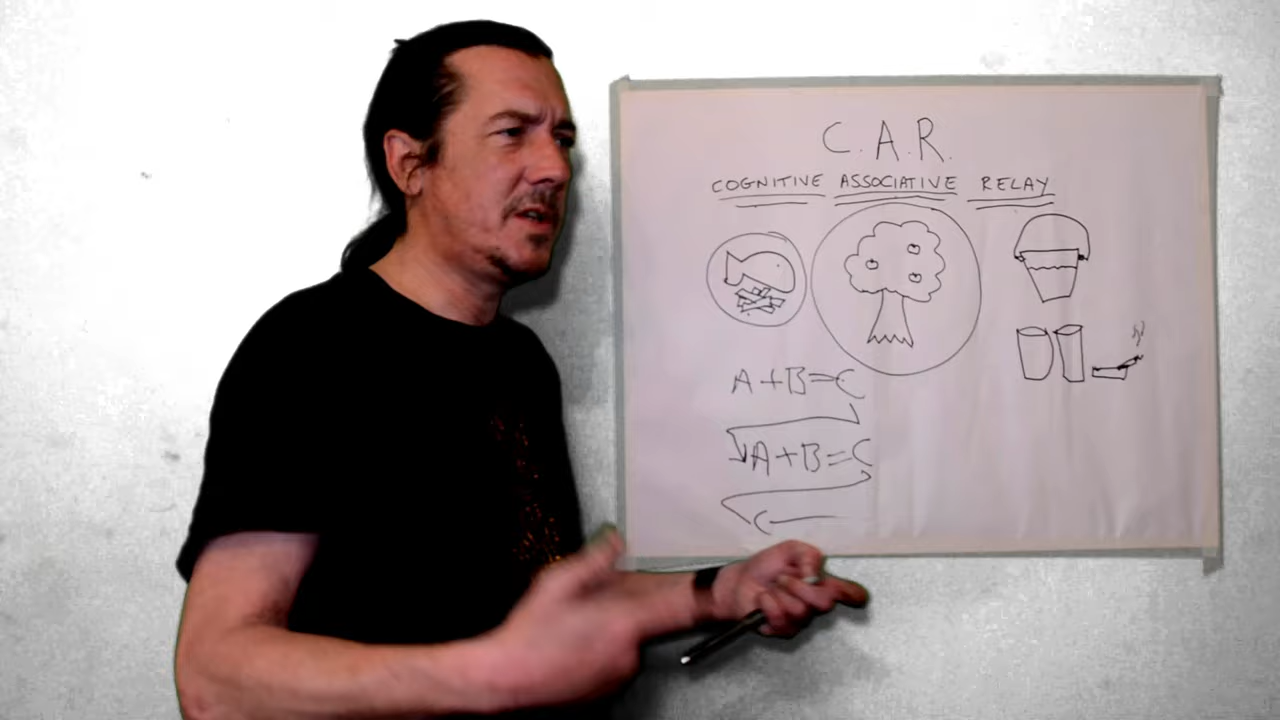 C.A.R.
COGNITIVE ASSOCIATIVE RELAY
A+B=C
A+B=C